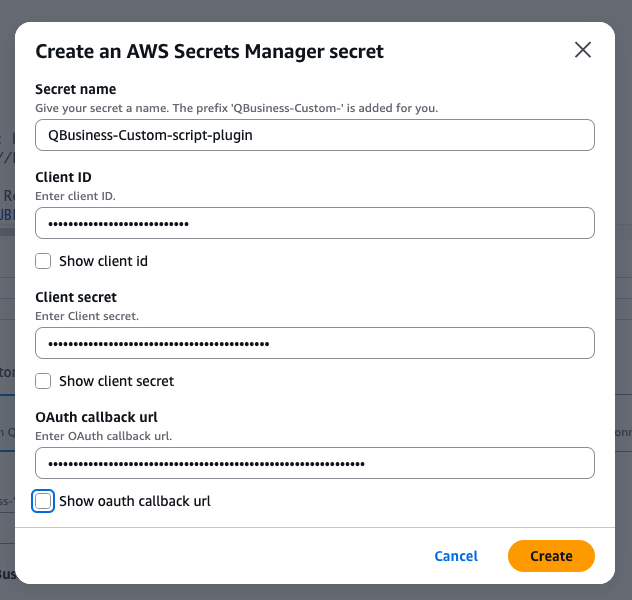 Create an AWS Secrets Manager secret
Secret name
Give your secret a name. The prefix 'QBusiness-Custom-' is added for you.
QBusiness-Custom-script-plugin
Client ID
Enter client ID.
••••••••••••••••••••••••••••
Show client id
Client secret
Enter Client secret.
••••••••••••••••••••••••••••••••••••••••••••
Show client secret
OAuth callback url
Enter OAuth callback url.
•••••••••••••••••••••••••••••••••••••••••••••••••••••••••••••••
Show oauth callback url
Cancel
Create